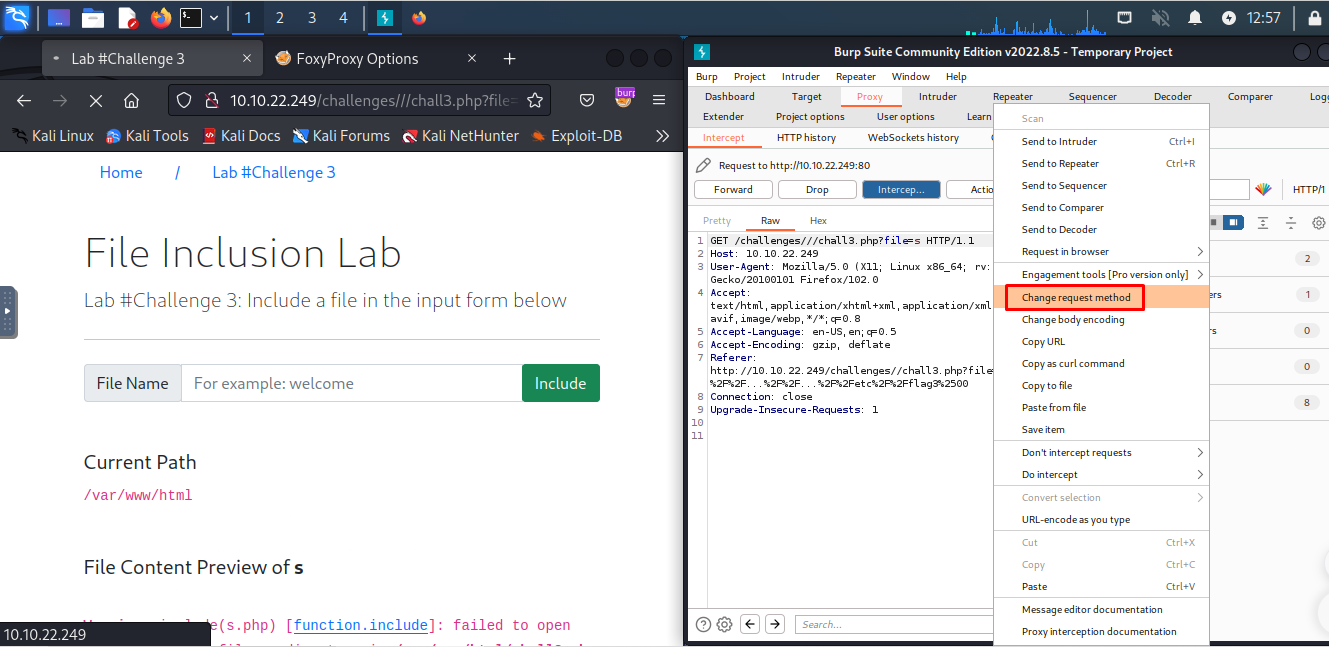 1 2 3 4 12:57
Lab #Challenge 3
FoxyProxy Options
10.10.22.249/challenges///chall3.php?file=
burp
Kali Linux Kali Tools Kali Docs Kali Forums Kali NetHunter Exploit-DB
Home / Lab #Challenge 3
File Inclusion Lab
Lab #Challenge 3: Include a file in the input form below
File Name For example: welcome Include
Current Path
/var/www/html
File Content Preview of s
(s.php) [function.include]: failed to open
10.10.22.249
Burp Suite Community Edition v2022.8.5 - Temporary Project
Burp Project Intruder Repeater Window Help
Dashboard Target Proxy Intruder Repeater Sequencer Decoder Comparer
Extender Project options User options Learn
Intercept HTTP history WebSockets history
Request to http://10.10.22.249:80
Forward Drop Intercep... Actio
HTTP/1
Pretty Raw Hex
1 GET /challenges///chall3.php?file=s HTTP/1.1
2 Host: 10.10.22.249
3 User-Agent: Mozilla/5.0 (X11; Linux x86_64; rv:
Gecko/20100101 Firefox/102.0
4 Accept:
text/html,application/xhtml+xml,application/xml
avif,image/webp,*/*;q=0.8
5 Accept-Language: en-US,en;q=0.5
6 Accept-Encoding: gzip, deflate
7 Referer:
http://10.10.22.249/challenges//chall3.php?file=
%2F%2F...%2F%2F...%2F%2Fetc%2F%2Fflag3%2500
8 Connection: close
9 Upgrade-Insecure-Requests: 1
10
11
Search...
Scan
Send to Intruder Ctrl+I
Send to Repeater Ctrl+R
Send to Sequencer
Send to Comparer
Send to Decoder
Request in browser
Engagement tools [Pro version only]
Change request method
Change body encoding
Copy URL
Copy as curl command
Copy to file
Paste from file
Save item
Don't intercept requests
Do intercept
Convert selection
URL-encode as you type
Cut Ctrl+X
Copy Ctrl+C
Paste Ctrl+V
Message editor documentation
Proxy interception documentation
2
ers 1
rs 0
0
8